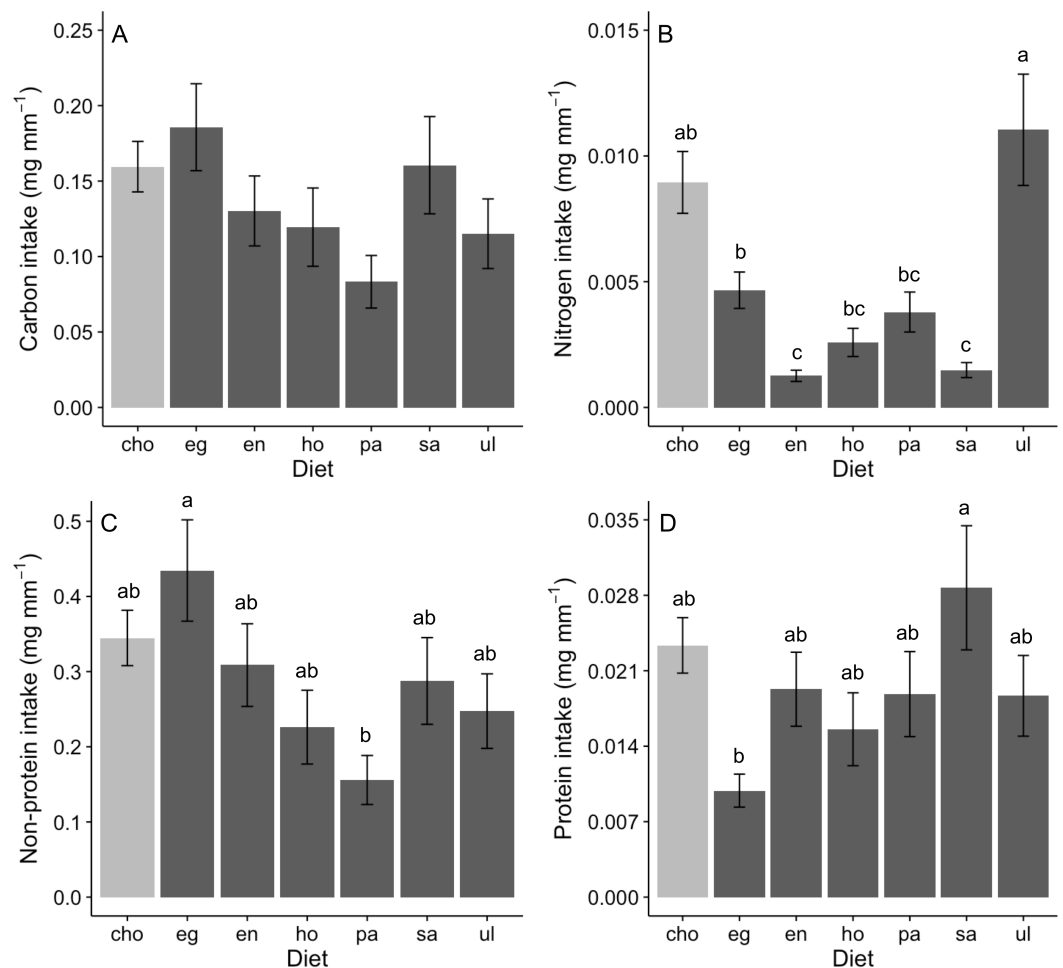 A
Carbon intake (mg mm−1)
0.25
0.20
0.15
0.10
0.05
0.00
cho eg en ho pa sa ul
Diet
B
Nitrogen intake (mg mm−1)
0.015
0.010
0.005
0.000
ab b c bc bc c a
cho eg en ho pa sa ul
Diet
C
Non-protein intake (mg mm−1)
0.5
0.4
0.3
0.2
0.1
0.0
ab a ab ab b ab ab
cho eg en ho pa sa ul
Diet
D
Protein intake (mg mm−1)
0.035
0.028
0.021
0.014
0.007
0.000
ab b ab ab ab a ab
cho eg en ho pa sa ul
Diet